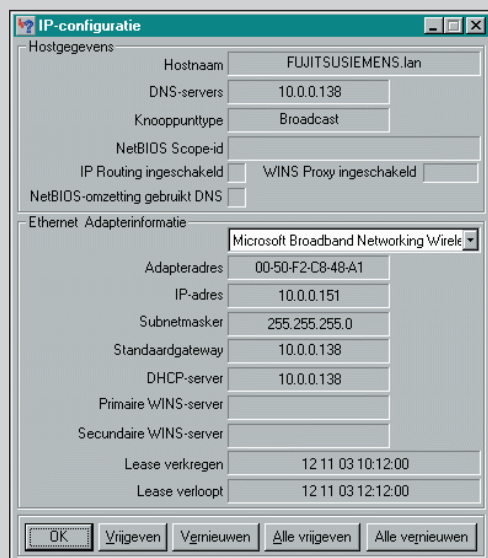 IP-configuratie
Hostgegevens
Hostnaam FUJITSUSIEMENS.lan
DNS-servers 10.0.0.138
Knooppunttype Broadcast
NetBIOS Scope-id
IP Routing ingeschakeld WINS Proxy ingeschakeld
NetBIOS-omzetting gebruikt DNS
Ethernet Adapterinformatie
Microsoft Broadband Networking Wirele
Adapteradres 00-50-F2-C8-48-A1
IP-adres 10.0.0.151
Subnetmasker 255.255.255.0
Standaardgateway 10.0.0.138
DHCP-server 10.0.0.138
Primaire WINS-server
Secundaire WINS-server
Lease verkregen 12 11 03 10:12:00
Lease verloopt 12 11 03 12:12:00
OK Vrijgeven Vernieuwen Alle vrijgeven Alle vernieuwen